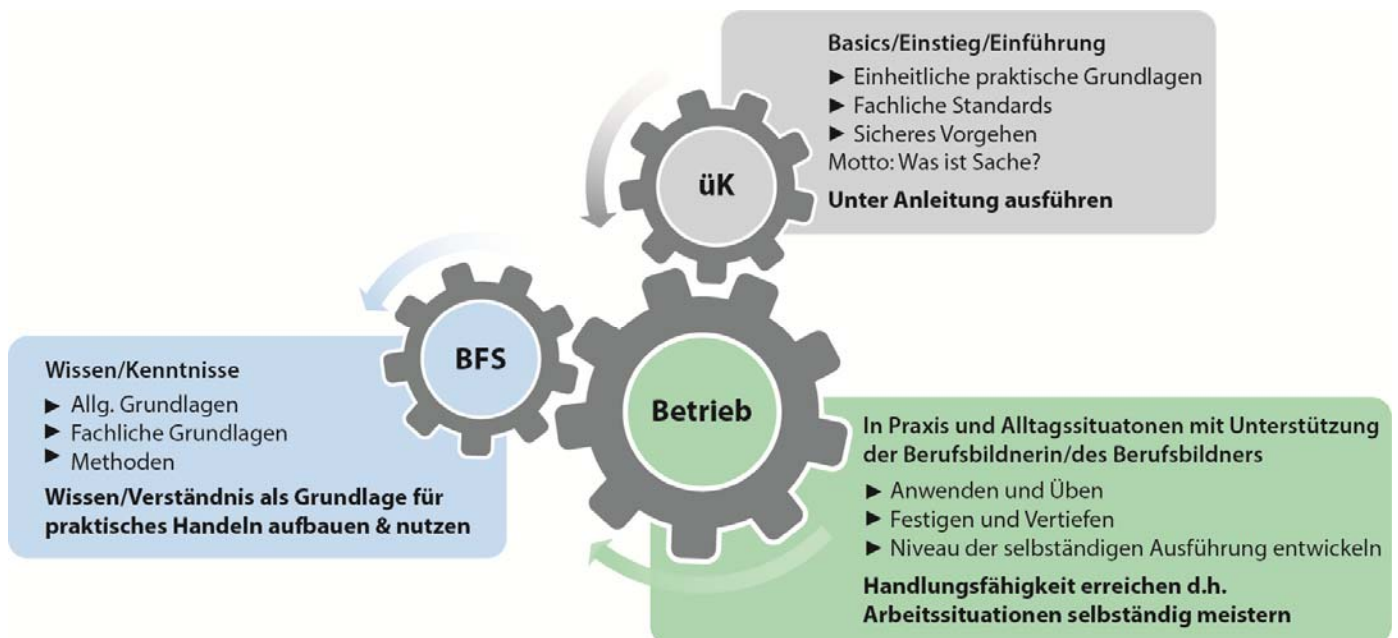 Basics/Einstieg/Einführung
► Einheitliche praktische Grundlagen
► Fachliche Standards
► Sicheres Vorgehen
Motto: Was ist Sache?
Unter Anleitung ausführen
üK
BFS
Wissen/Kenntnisse
► Allg. Grundlagen
► Fachliche Grundlagen
► Methoden
Wissen/Verständnis als Grundlage für
praktisches Handeln aufbauen & nutzen
Betrieb
In Praxis und Alltagssituatonen mit Unterstützung
der Berufsbildnerin/des Berufsbildners
► Anwenden und Üben
► Festigen und Vertiefen
► Niveau der selbständigen Ausführung entwickeln
Handlungsfähigkeit erreichen d.h.
Arbeitssituationen selbständig meistern